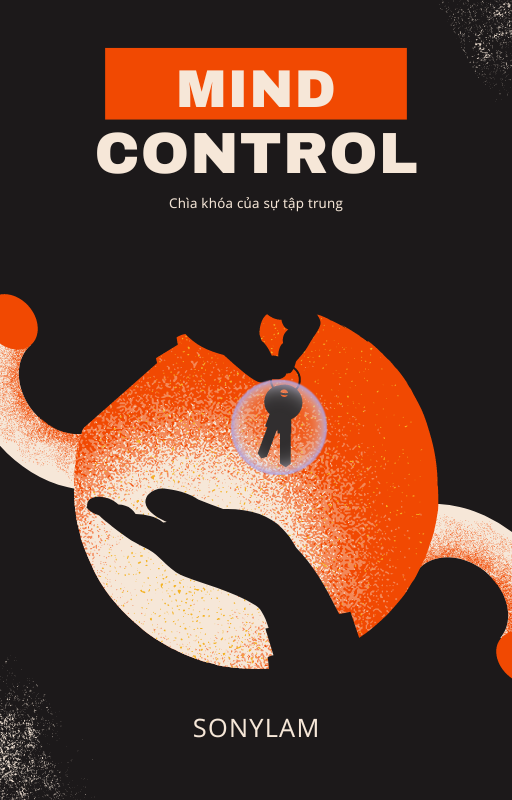 MIND
CONTROL
Chìa khóa của sự tập trung
SONYLAM